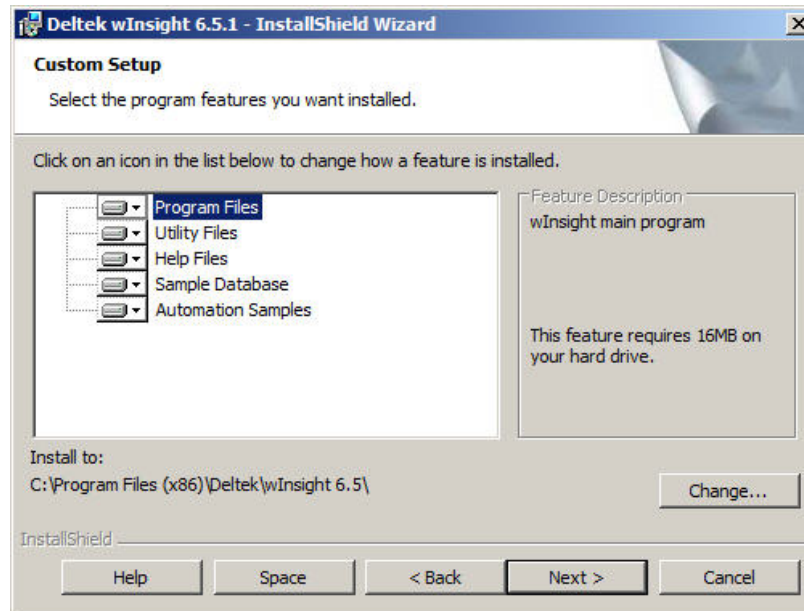 Deltek wInsight 6.5.1 - InstallShield Wizard
Custom Setup
Select the program features you want installed.
Click on an icon in the list below to change how a feature is installed.
Program Files
Utility Files
Help Files
Sample Database
Automation Samples
Feature Description
wInsight main program
This feature requires 16MB on
your hard drive.
Install to:
C:\Program Files (x86)\Deltek\wInsight 6.5\
Change...
InstallShield
Help
Space
< Back
Next >
Cancel